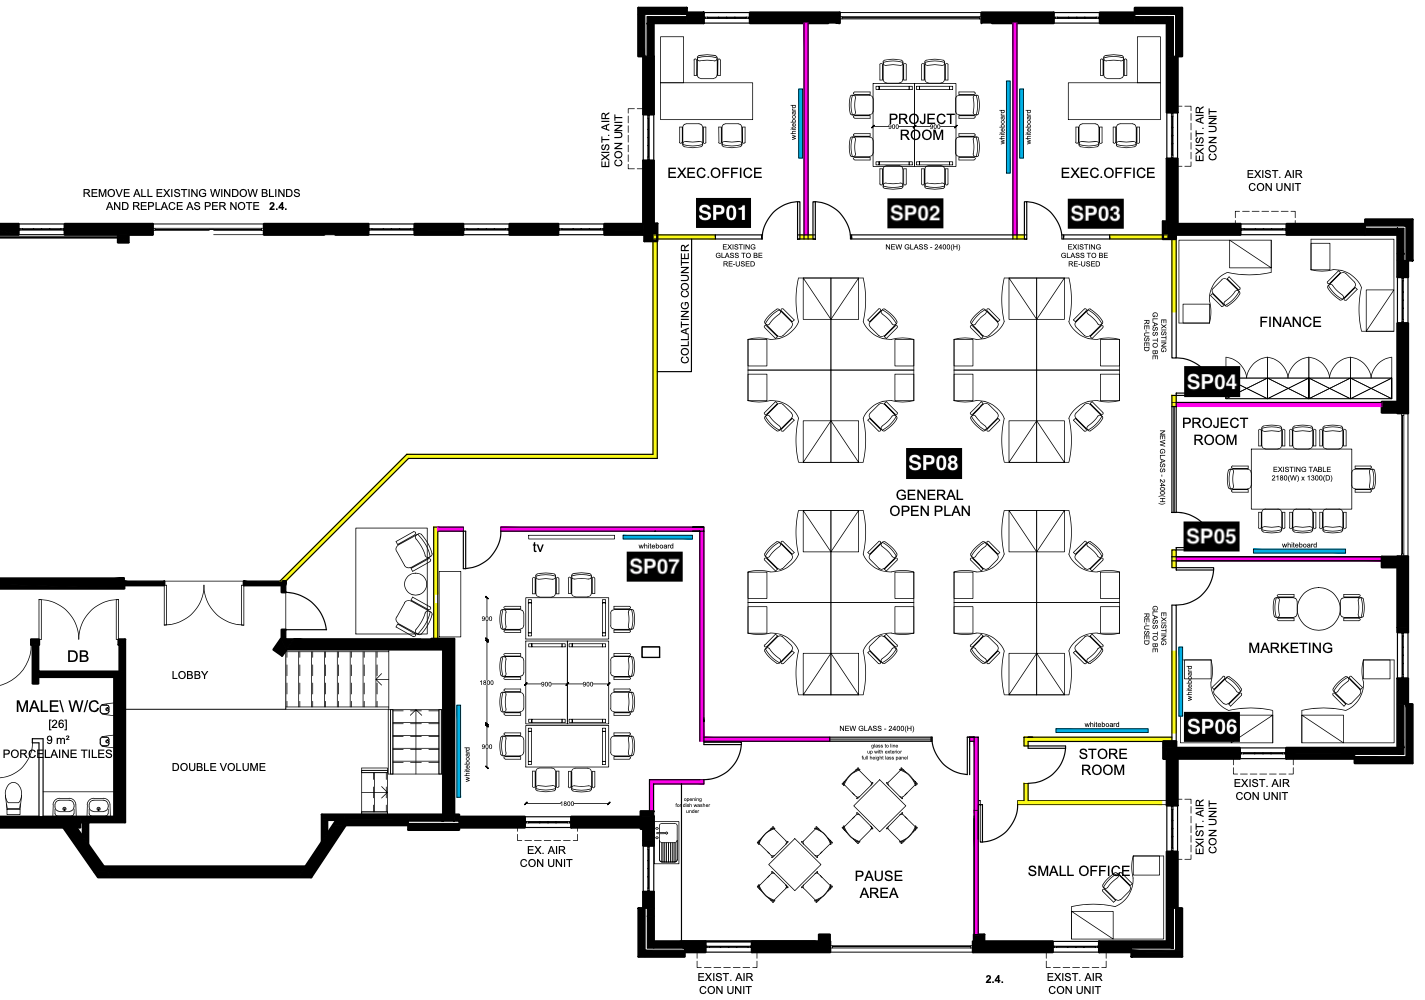 REMOVE ALL EXISTING WINDOW BLINDS
AND REPLACE AS PER NOTE 2.4.
EXIST. AIR
CON UNIT
EXEC.OFFICE
SP01
whiteboard
EXISTING
GLASS TO BE
RE-USED
PROJECT
ROOM
900
900
SP02
whiteboard
NEW GLASS - 2400(H)
whiteboard
EXEC.OFFICE
SP03
EXISTING
GLASS TO BE
RE-USED
EXIST. AIR
CON UNIT
EXIST. AIR
CON UNIT
COLLATING COUNTER
FINANCE
EXISTING
GLASS TO BE
RE-USED
SP04
PROJECT
ROOM
NEW GLASS - 2400(H)
EXISTING TABLE
2180(W) x 1300(D)
SP05
whiteboard
SP08
GENERAL
OPEN PLAN
EXISTING
GLASS TO BE
RE-USED
MARKETING
whiteboard
SP06
EXIST. AIR
CON UNIT
tv
whiteboard
SP07
900
1800
900
900
900
1800
whiteboard
EX. AIR
CON UNIT
DB
LOBBY
MALE\ W/C
[26]
9 m²
PORCELAINE TILES
DOUBLE VOLUME
NEW GLASS - 2400(H)
glass to line
up with exterior
full height lass panel
whiteboard
STORE
ROOM
opening
for dish washer
under
PAUSE
AREA
SMALL OFFICE
EXIST. AIR
CON UNIT
EXIST. AIR
CON UNIT
2.4.
EXIST. AIR
CON UNIT